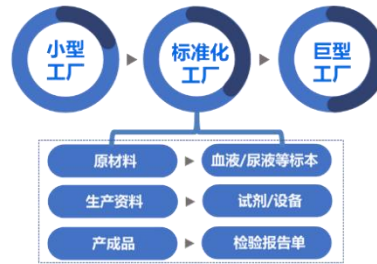 小型
工厂
标准化
工厂
巨型
工厂
原材料
血液/尿液等标本
生产资料
试剂/设备
产成品
检验报告单